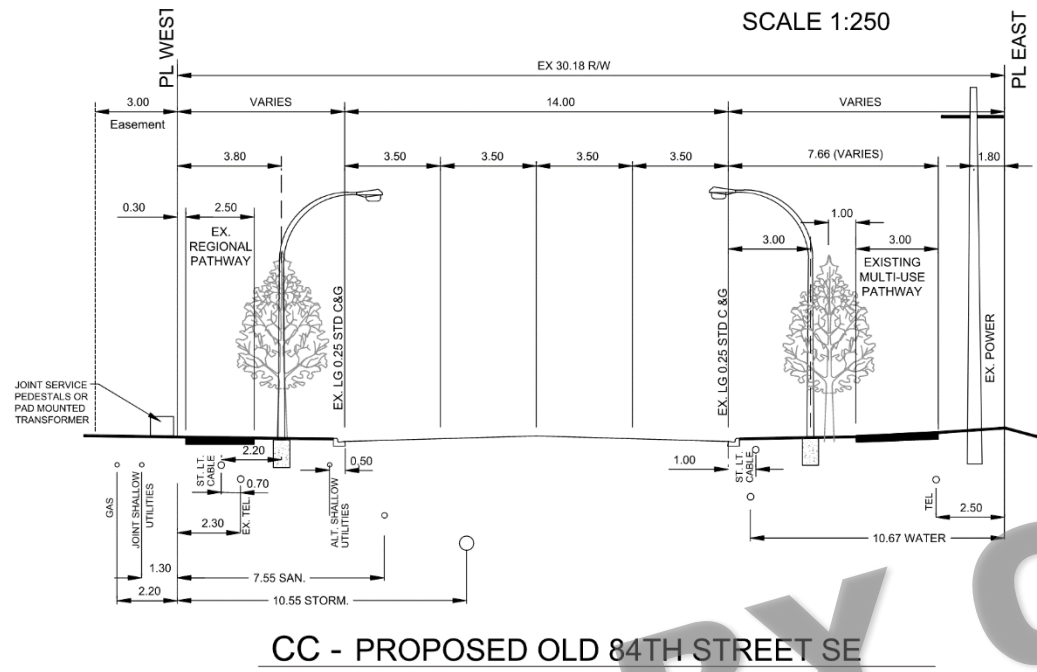 SCALE 1:250
PL WEST
PL EAST
EX 30.18 R/W
3.00
VARIES
14.00
VARIES
Easement
3.80
3.50
3.50
3.50
3.50
7.66 (VARIES)
1.80
0.30
2.50
1.00
EX.
REGIONAL
PATHWAY
3.00
3.00
EXISTING
MULTI-USE
PATHWAY
EX. LG 0.25 STD C&G
EX. LG 0.25 STD C &G
EX. POWER
JOINT SERVICE
PEDESTALS OR
PAD MOUNTED
TRANSFORMER
2.20
0.50
1.00
GAS
JOINT SHALLOW
UTILITIES
ST. LT.
CABLE
0.70
EX. TEL.
ALT. SHALLOW
UTILITIES
ST. LT.
CABLE
TEL
2.30
2.50
10.67 WATER
1.30
7.55 SAN.
2.20
10.55 STORM.
CC - PROPOSED OLD 84TH STREET SE